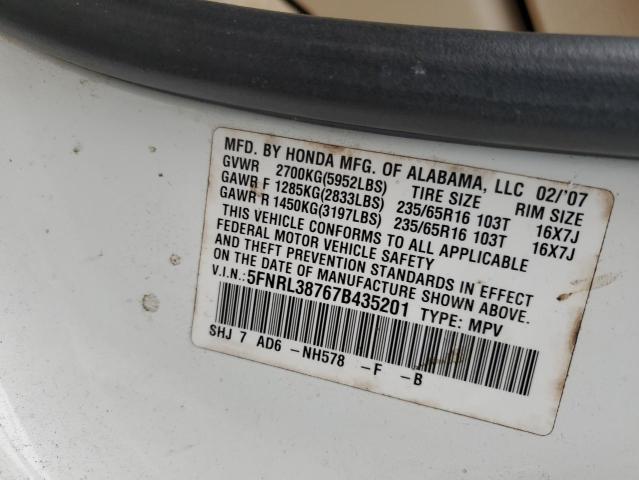 MFD. BY HONDA MFG. OF ALABAMA, LLC 02/'07
GVWR 2700KG(5952LBS) TIRE SIZE RIM SIZE
GAWR F 1285KG(2833LBS) 235/65R16 103T 16X7J
GAWR R 1450KG(3197LBS) 235/65R16 103T 16X7J
THIS VEHICLE CONFORMS TO ALL APPLICABLE
FEDERAL MOTOR VEHICLE SAFETY
AND THEFT PREVENTION STANDARDS IN EFFECT
ON THE DATE OF MANUFACTURE SHOWN ABOVE.
V.I.N.: 5FNRL38767B435201 TYPE: MPV
SHJ 7 AD6 -NH578 -F -B